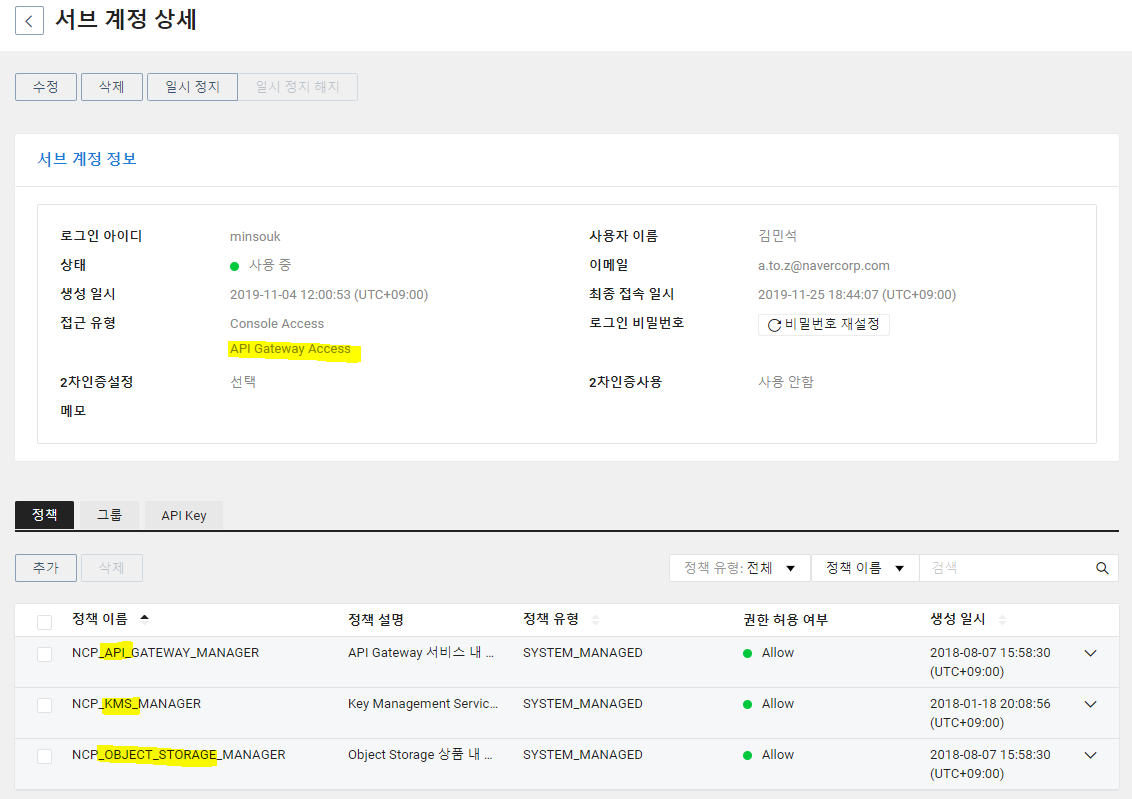 서브 계정 상세
수정 삭제 일시 정지 일시 정지 해지
서브 계정 정보
로그인 아이디 minsouk 사용자 이름 김민석
상태 사용 중 이메일 a.to.z@navercorp.com
생성 일시 2019-11-04 12:00:53 (UTC+09:00) 최종 접속 일시 2019-11-25 18:44:07 (UTC+09:00)
접근 유형 Console Access 로그인 비밀번호 비밀번호 재설정
API Gateway Access
2차인증설정 선택 2차인증사용 사용 안함
메모
정책 그룹 API Key
추가 삭제 정책 유형: 전체 정책 이름 검색
정책 이름 정책 설명 정책 유형 권한 허용 여부 생성 일시
NCP_API_GATEWAY_MANAGER API Gateway 서비스 내 ... SYSTEM_MANAGED Allow 2018-08-07 15:58:30
(UTC+09:00)
NCP_KMS_MANAGER Key Management Servic... SYSTEM_MANAGED Allow 2018-01-18 20:08:56
(UTC+09:00)
NCP_OBJECT_STORAGE_MANAGER Object Storage 상품 내 ... SYSTEM_MANAGED Allow 2018-08-07 15:58:30
(UTC+09:00)